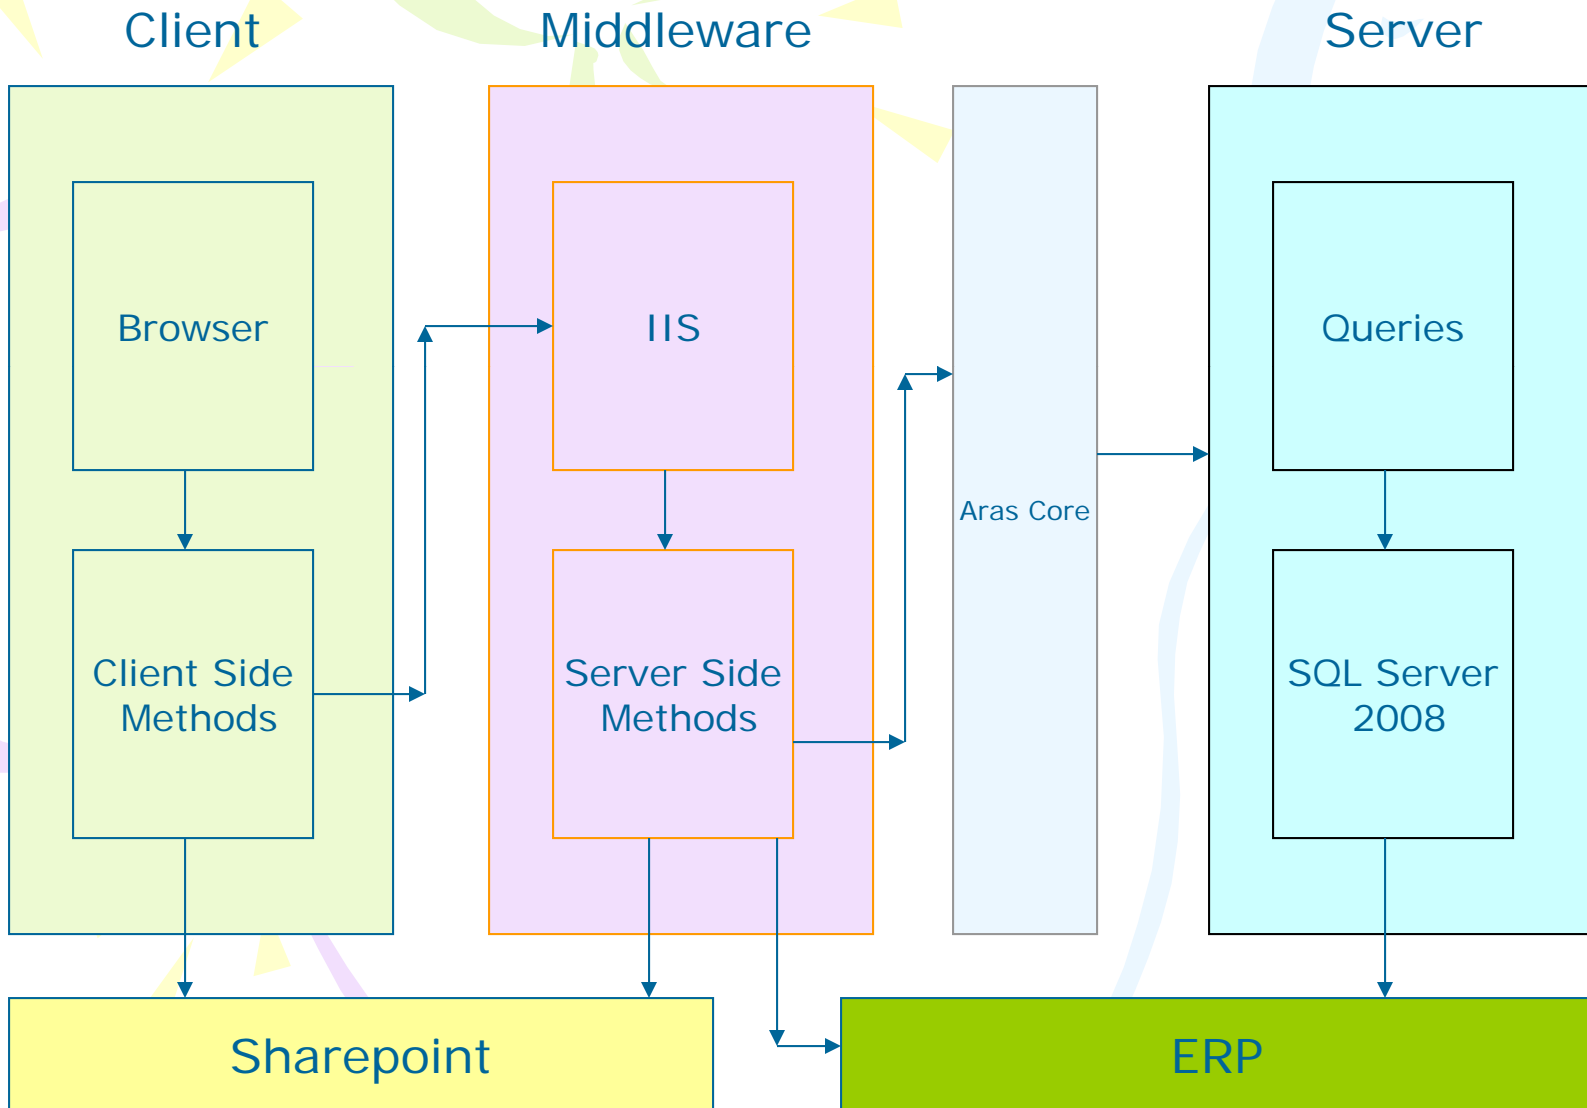 Client
Middleware
Server
Browser
IIS
Queries
Aras Core
Client Side
Methods
Server Side
Methods
SQL Server
2008
Sharepoint
ERP